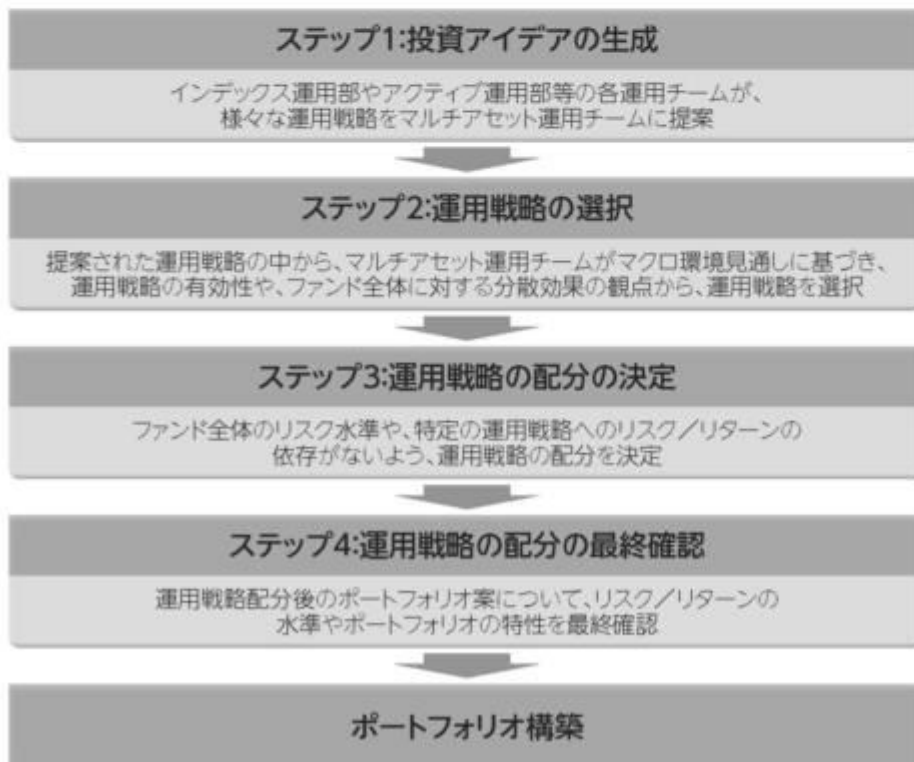 ステップ1:投資アイデアの生成
インデックス運用部やアクティブ運用部等の各運用チームが、
様々な運用戦略をマルチアセット運用チームに提案
ステップ2:運用戦略の選択
提案された運用戦略の中から、マルチアセット運用チームがマクロ環境見通しに基づき、
運用戦略の有効性や、ファンド全体に対する分散効果の観点から、運用戦略を選択
ステップ3:運用戦略の配分の決定
ファンド全体のリスク水準や、特定の運用戦略へのリスク／リターンの
依存がないよう、運用戦略の配分を決定
ステップ4:運用戦略の配分の最終確認
運用戦略配分後のポートフォリオ案について、リスク／リターンの
水準やポートフォリオの特性を最終確認
ポートフォリオ構築